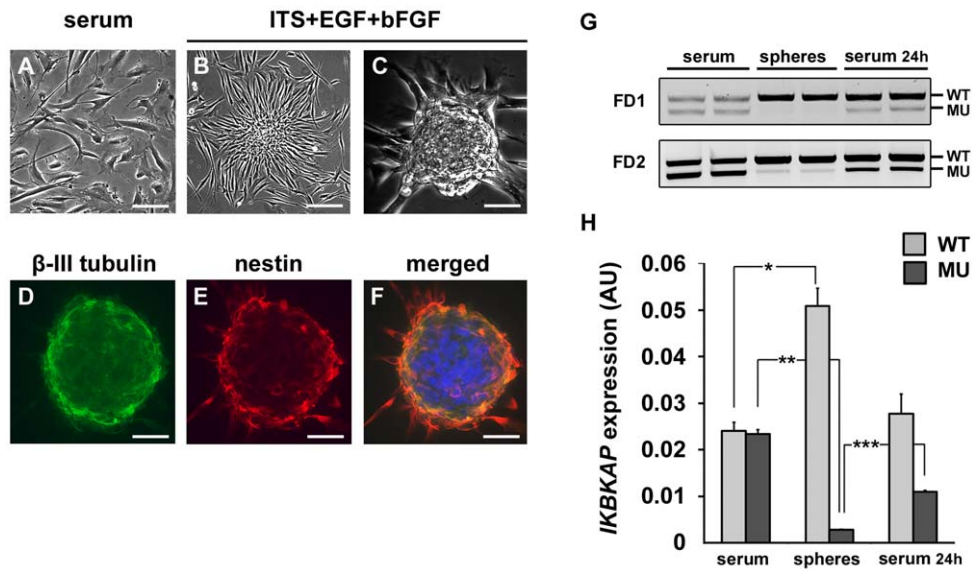 serum
ITS+EGF+bFGF
A
B
C
β-III tubulin
nestin
merged
D
E
F
G
serum spheres serum 24h
FD1
WT
MU
FD2
WT
MU
H
WT
MU
IKBKAP expression (AU)
0.06
0.05
0.04
0.03
0.02
0.01
0
*
**
***
serum spheres serum 24h